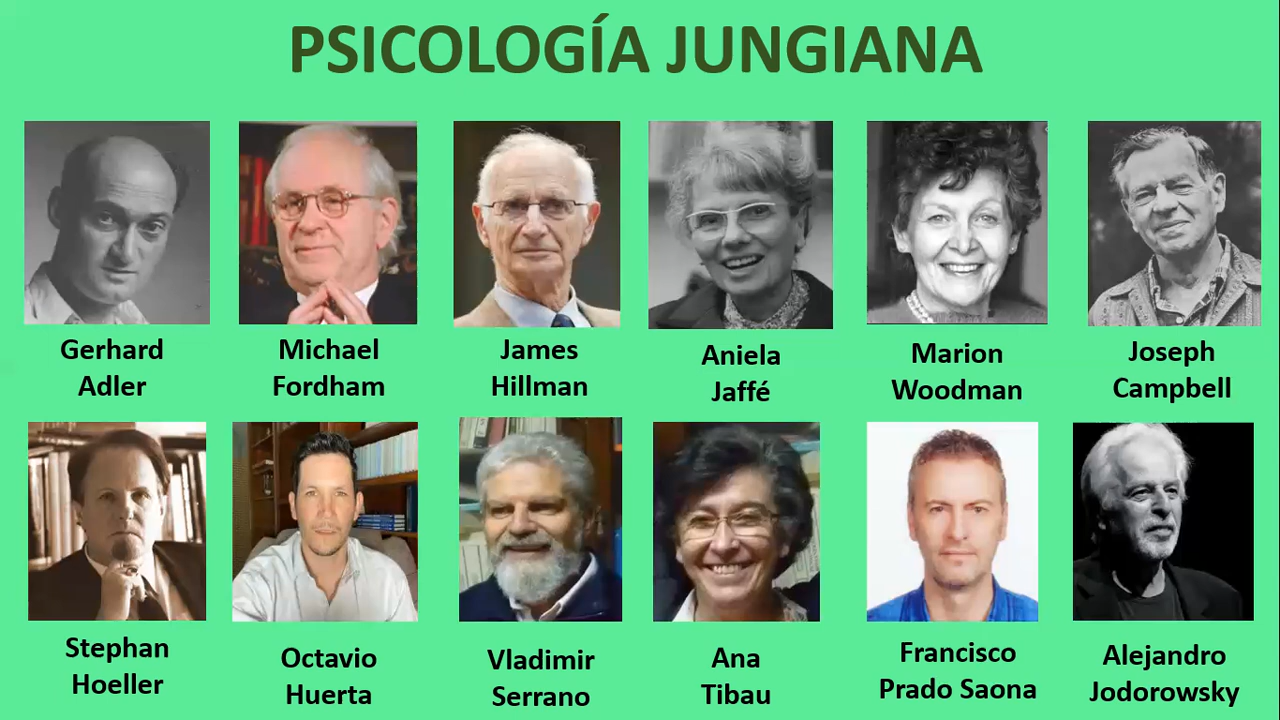 PSICOLOGÍA JUNGIANA
Gerhard
Adler
Michael
Fordham
James
Hillman
Aniela
Jaffé
Marion
Woodman
Joseph
Campbell
Stephan
Hoeller
Octavio
Huerta
Vladimir
Serrano
Ana
Tibau
Francisco
Prado Saona
Alejandro
Jodorowsky